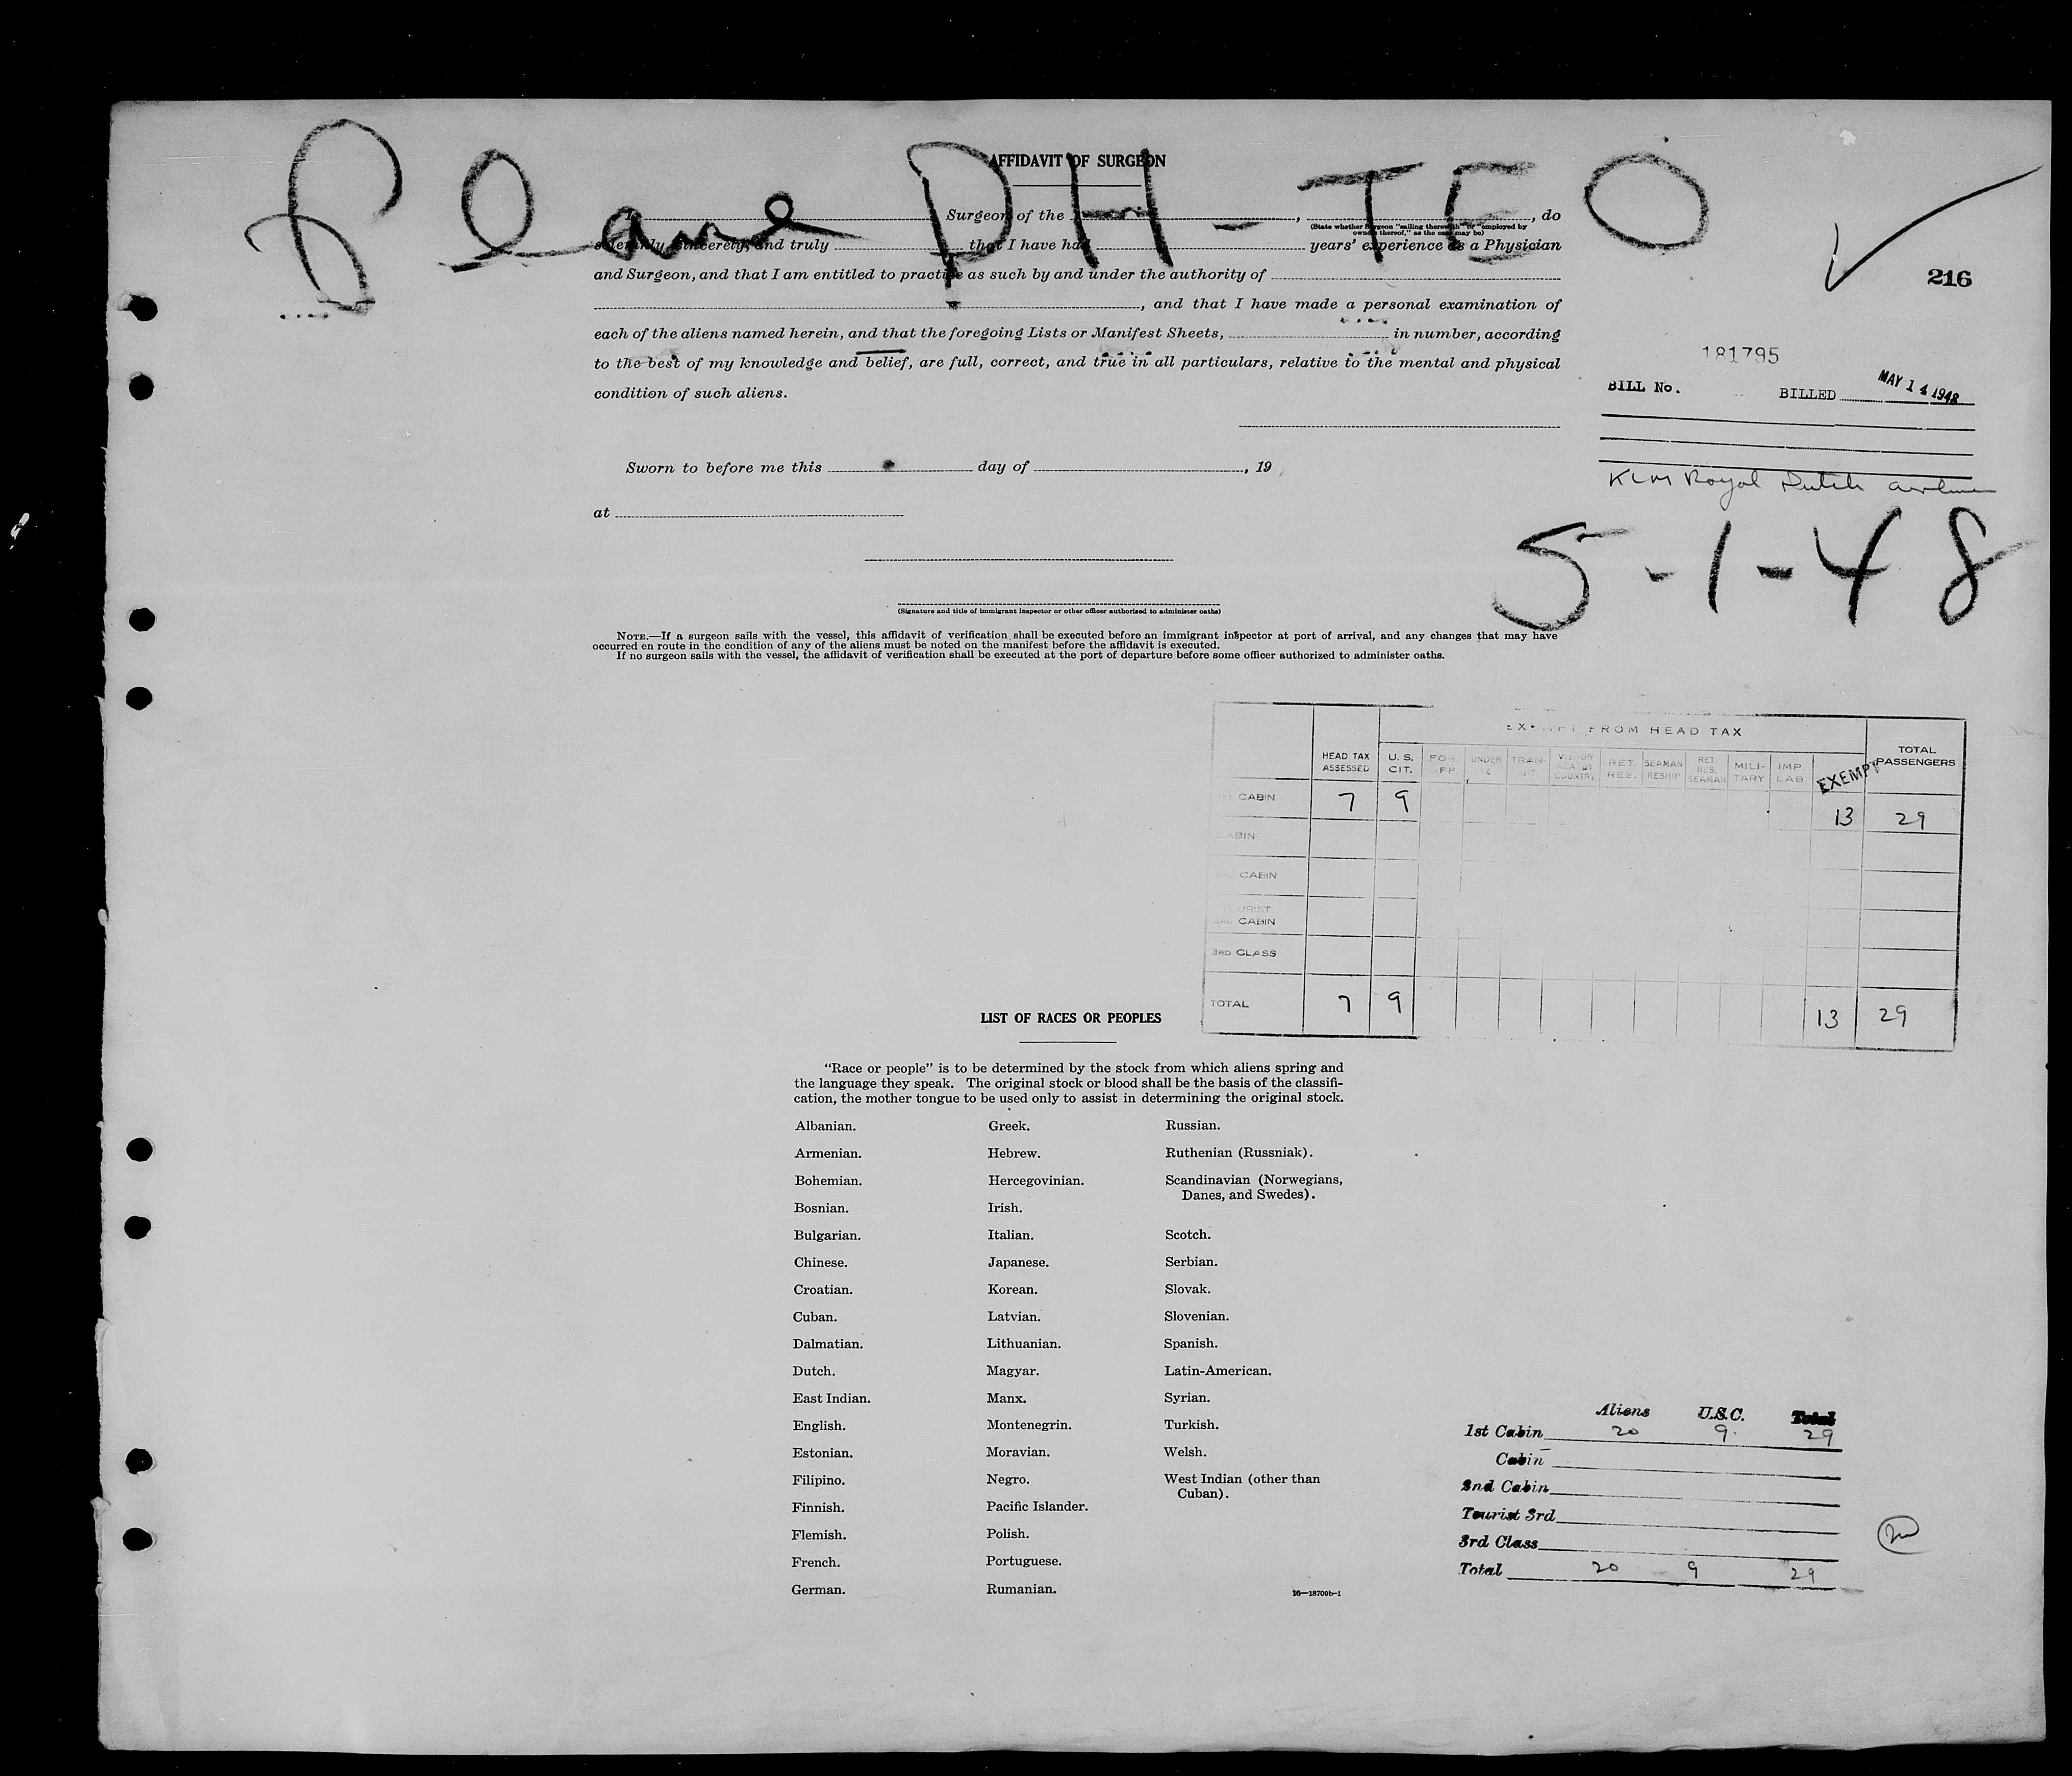 Plane PH-TEO
AFFIDAVIT OF SURGEON
I, Surgeon of the , , do
(State whether Surgeon "sailing therewith" or "employed by
owners thereof," as the case may be)
solemnly, sincerely, and truly that I have had years' experience as a Physician
and Surgeon, and that I am entitled to practice as such by and under the authority of
, and that I have made a personal examination of
each of the aliens named herein, and that the foregoing Lists or Manifest Sheets, in number, according
to the best of my knowledge and belief, are full, correct, and true in all particulars, relative to the mental and physical
condition of such aliens.
216
181795
BILL No. BILLED MAY 14 1948
KLM Royal Dutch Airlines
5-1-48
Sworn to before me this day of , 19
at
(Signature and title of immigrant inspector or other officer authorized to administer oaths)
NOTE.—If a surgeon sails with the vessel, this affidavit of verification shall be executed before an immigrant inspector at port of arrival, and any changes that may have
occurred en route in the condition of any of the aliens must be noted on the manifest before the affidavit is executed.
If no surgeon sails with the vessel, the affidavit of verification shall be executed at the port of departure before some officer authorized to administer oaths.
EXEMPT FROM HEAD TAX
HEAD TAX ASSESSED U. S. CIT. FOR. OFF. UNDER 16 TRANSIT COUNTRY RET. RES. SEAMAN RESHIP RET. RES. SEAMAN MILITARY IMP. LAB. EXEMPT TOTAL PASSENGERS
1ST CABIN 7 9 13 29
CABIN
2ND CABIN
TOURIST
3RD CABIN
3RD CLASS
TOTAL 7 9 13 29
LIST OF RACES OR PEOPLES
"Race or people" is to be determined by the stock from which aliens spring and
the language they speak. The original stock or blood shall be the basis of the classifi-
cation, the mother tongue to be used only to assist in determining the original stock.
Albanian. Greek. Russian.
Armenian. Hebrew. Ruthenian (Russniak).
Bohemian. Hercegovinian. Scandinavian (Norwegians,
Danes, and Swedes).
Bosnian. Irish.
Bulgarian. Italian. Scotch.
Chinese. Japanese. Serbian.
Croatian. Korean. Slovak.
Cuban. Latvian. Slovenian.
Dalmatian. Lithuanian. Spanish.
Dutch. Magyar. Latin-American.
East Indian. Manx. Syrian.
English. Montenegrin. Turkish.
Estonian. Moravian. Welsh.
Filipino. Negro. West Indian (other than
Cuban).
Finnish. Pacific Islander.
Flemish. Polish.
French. Portuguese.
German. Rumanian.
16—18709b-1
Aliens U.S.C. Total
1st Cabin 20 9 29
Cabin
2nd Cabin
Tourist 3rd
3rd Class
Total 20 9 29